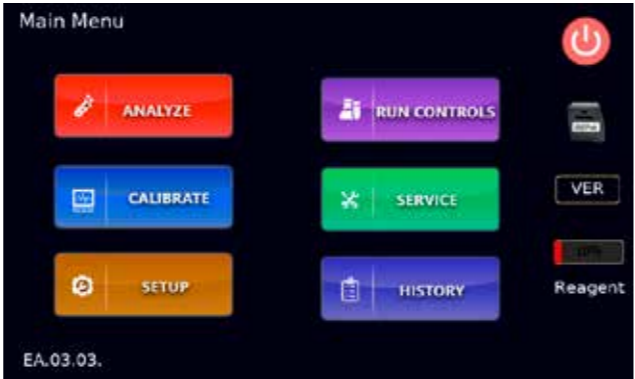 Main Menu
ANALYZE
RUN CONTROLS
CALIBRATE
SERVICE
VER
SETUP
HISTORY
Reagent
EA.03.03.